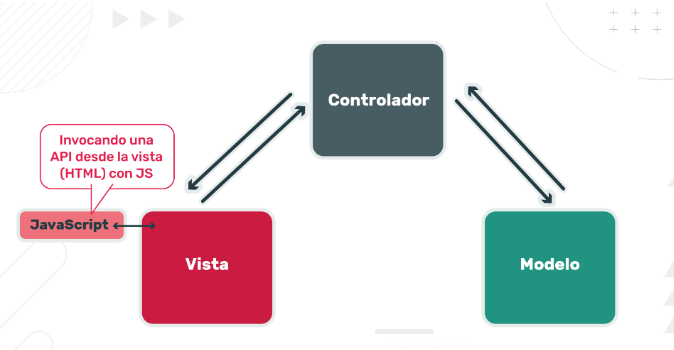 Controlador
Invocando una
API desde la vista
(HTML) con JS
JavaScript
Vista
Modelo